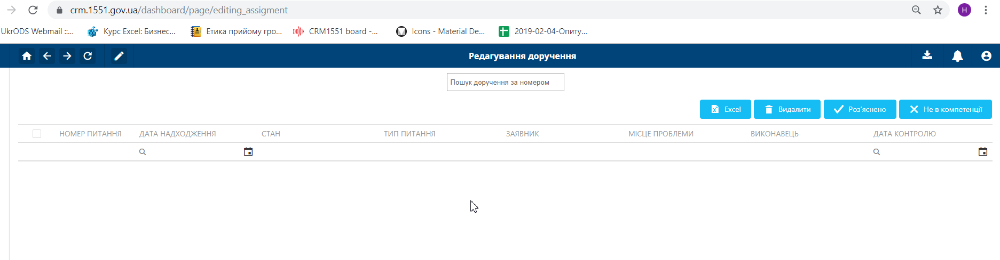 crm.1551.gov.ua/dashboard/page/editing_assigment
H
UkrODS Webmail ::...
Курс Excel: Бизнес...
Етика прийому гро...
CRM1551 board -...
Icons - Material De...
2019-02-04-Опиту...
Редагування доручення
Пошук доручення за номером
Excel
Видалити
Роз'яснено
Не в компетенції
НОМЕР ПИТАННЯ
ДАТА НАДХОДЖЕННЯ
СТАН
ТИП ПИТАННЯ
ЗАЯВНИК
МІСЦЕ ПРОБЛЕМИ
ВИКОНАВЕЦЬ
ДАТА КОНТРОЛЮ